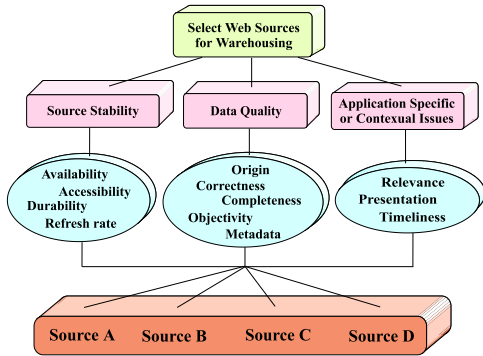 Select Web Sources
for Warehousing
Source Stability
Data Quality
Application Specific
or Contexual Issues
Availability
Accessibility
Durability
Refresh rate
Origin
Correctness
Completeness
Objectivity
Metadata
Relevance
Presentation
Timeliness
Source A Source B Source C Source D